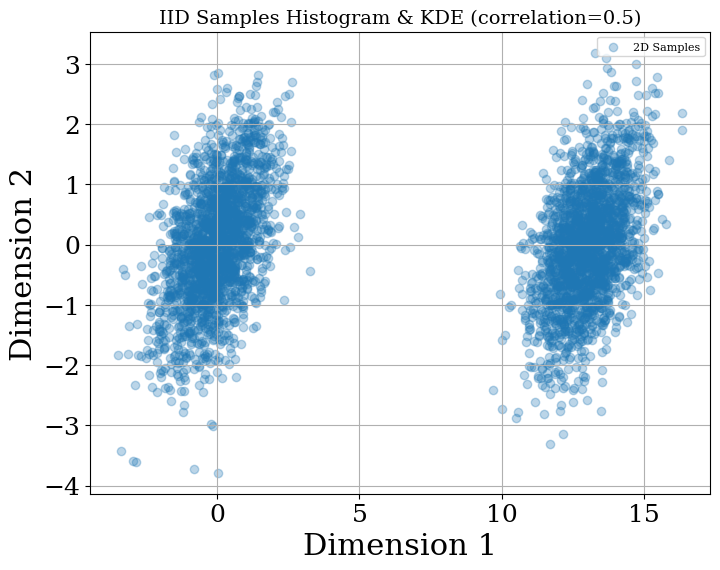 IID Samples Histogram & KDE (correlation=0.5)
2D Samples
3
2
1
0
−1
−2
−3
−4
Dimension 2
0 5 10 15
Dimension 1